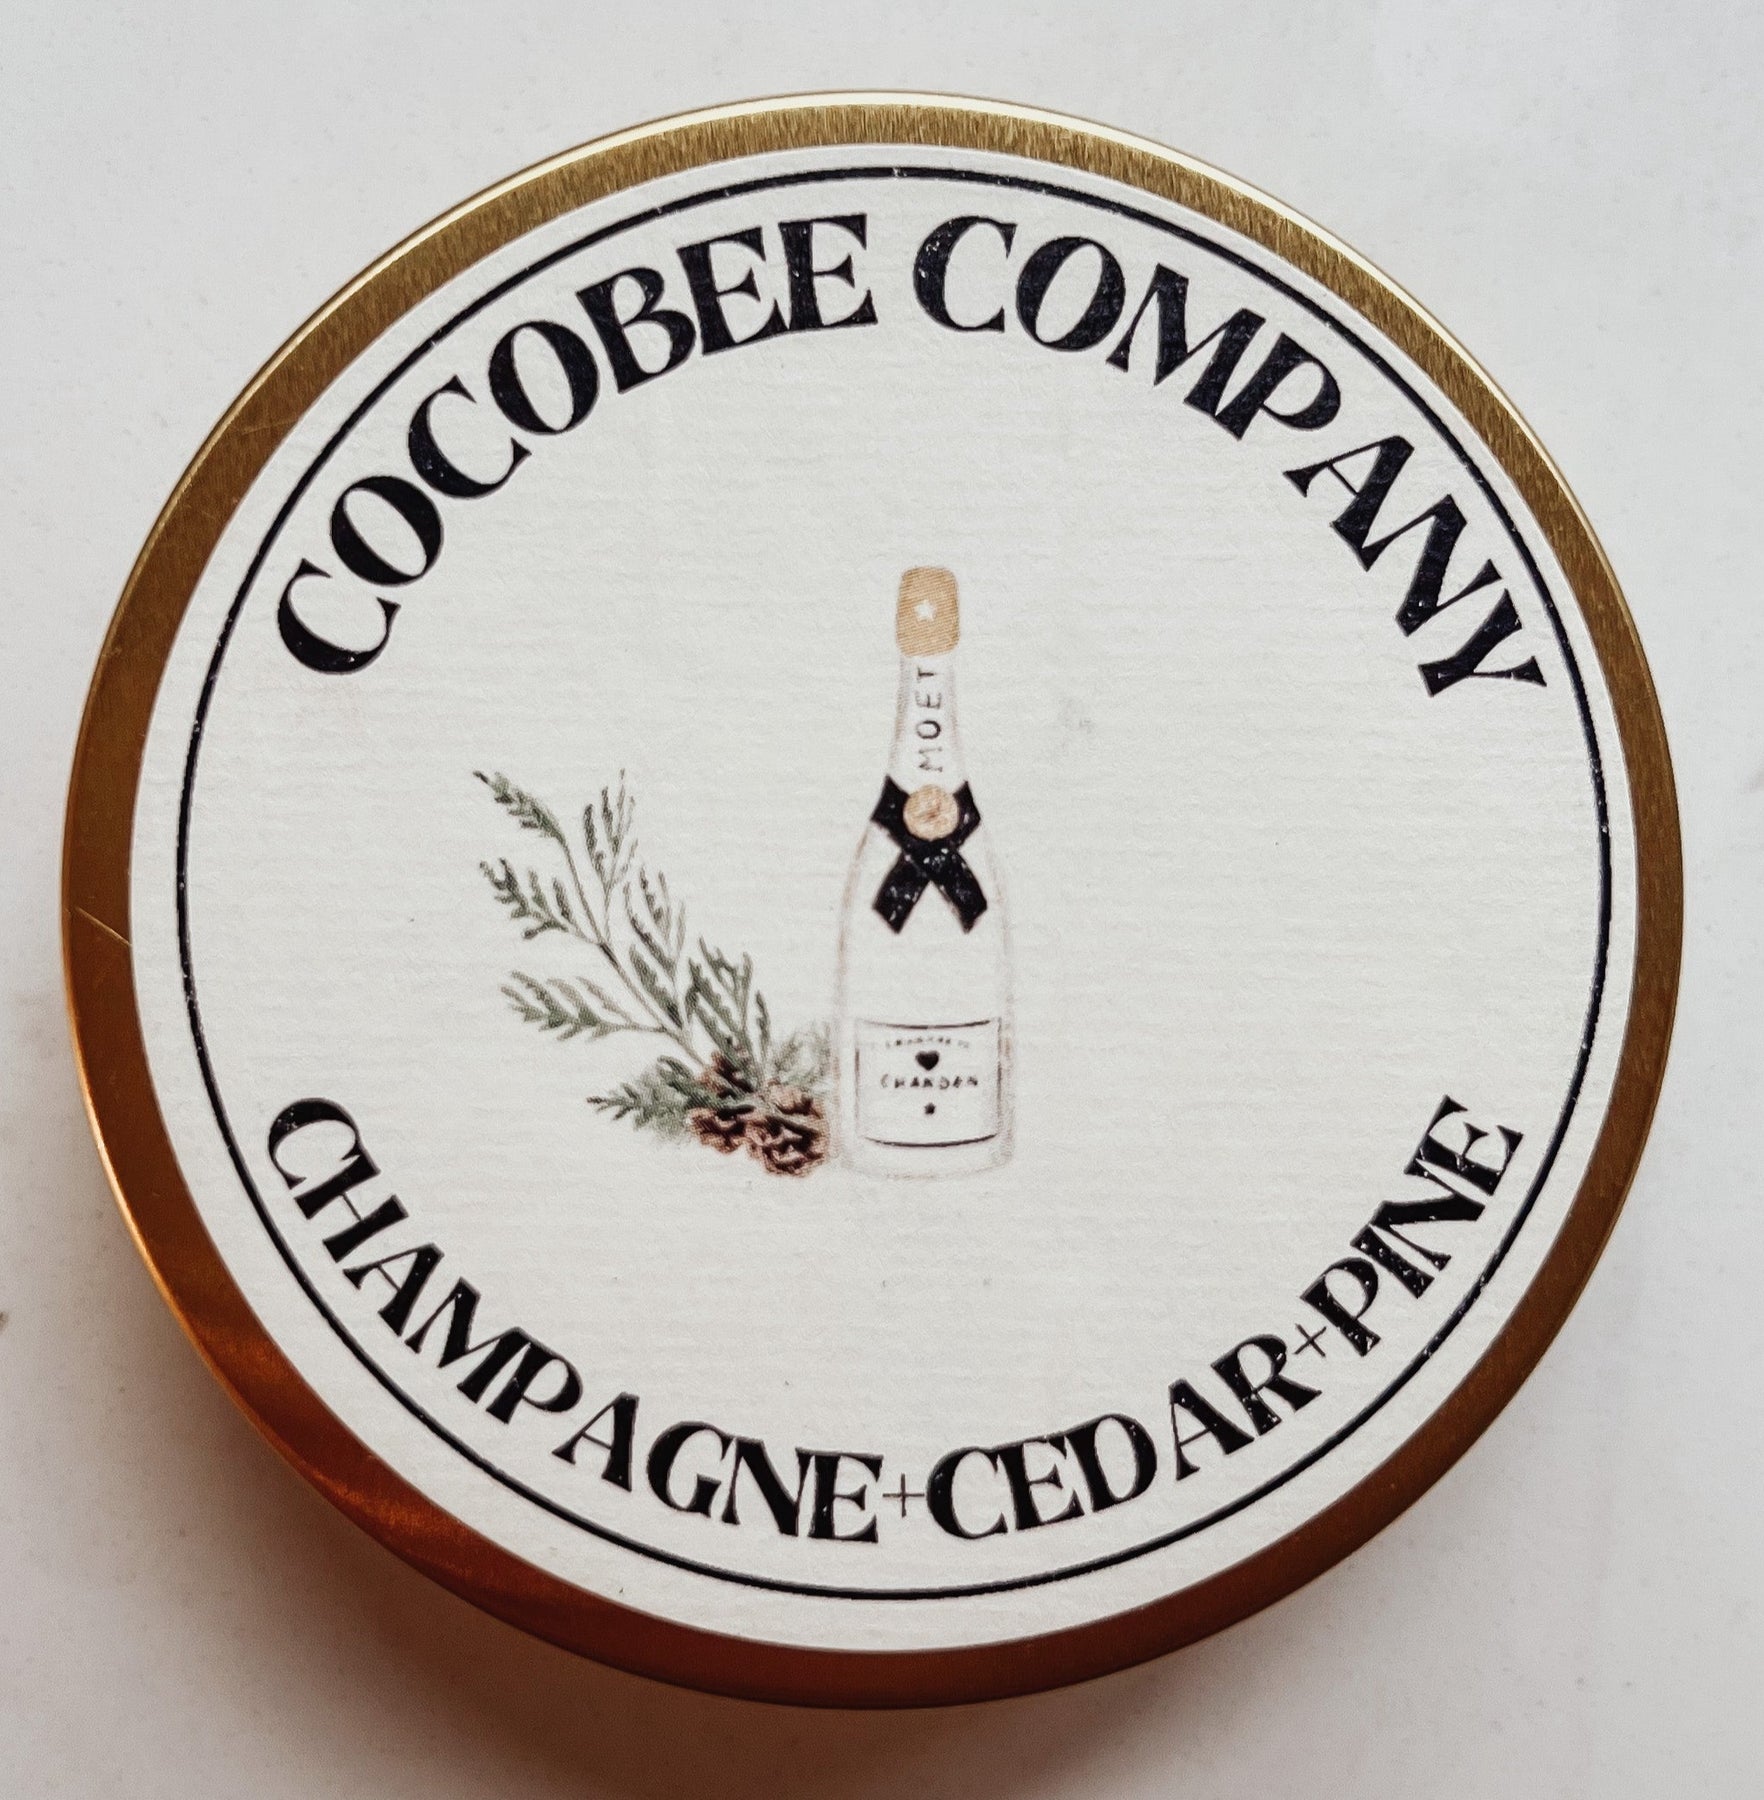 COCOBEE COMPANY
MOET
CHANDON
CHAMPAGNE+CEDAR+PINE